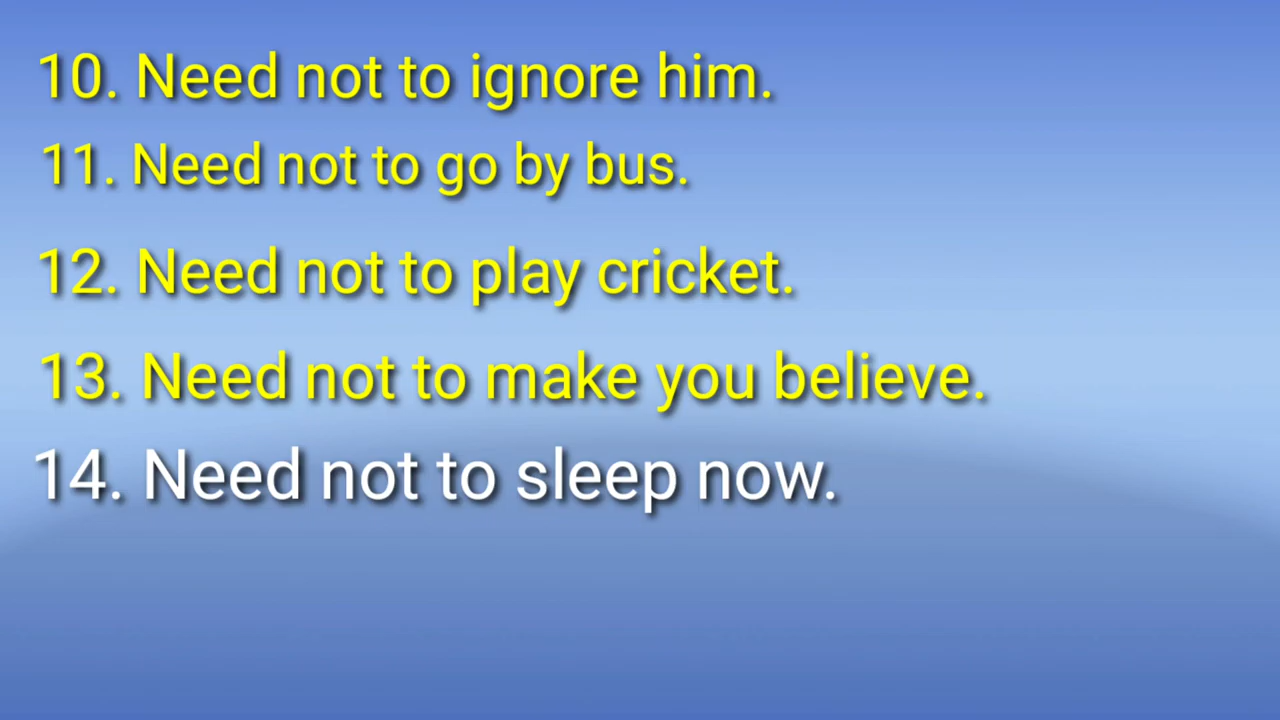 10. Need not to ignore him.
11. Need not to go by bus.
12. Need not to play cricket.
13. Need not to make you believe.
14. Need not to sleep now.